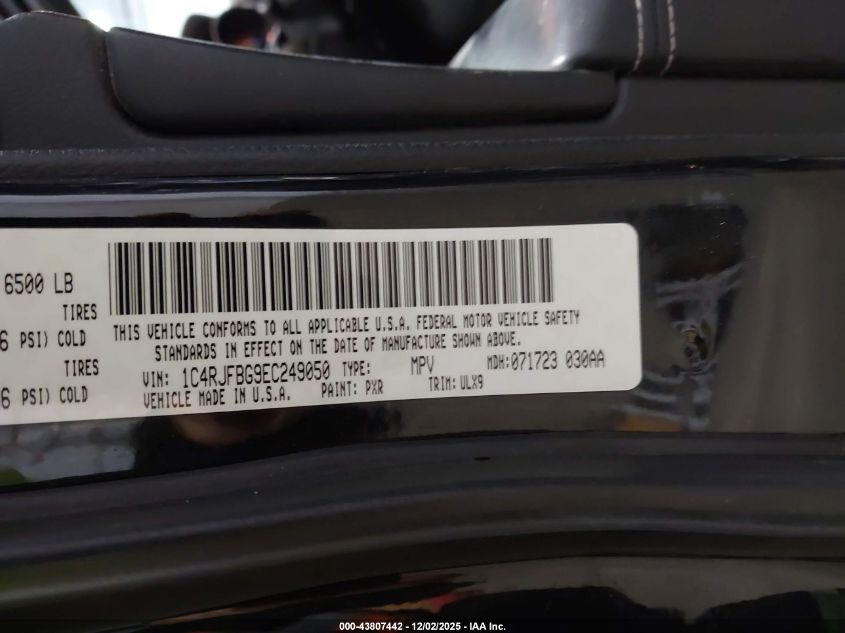 6500 LB
TIRES
6 PSI) COLD
TIRES
6 PSI) COLD
THIS VEHICLE CONFORMS TO ALL APPLICABLE U.S.A. FEDERAL MOTOR VEHICLE SAFETY
STANDARDS IN EFFECT ON THE DATE OF MANUFACTURE SHOWN ABOVE.
VIN: 1C4RJFBG9EC249050 TYPE: MPV MDH:071723 030AA
VEHICLE MADE IN U.S.A. PAINT: PXR TRIM: ULX9
000-43807442 - 12/02/2025 - IAA Inc.